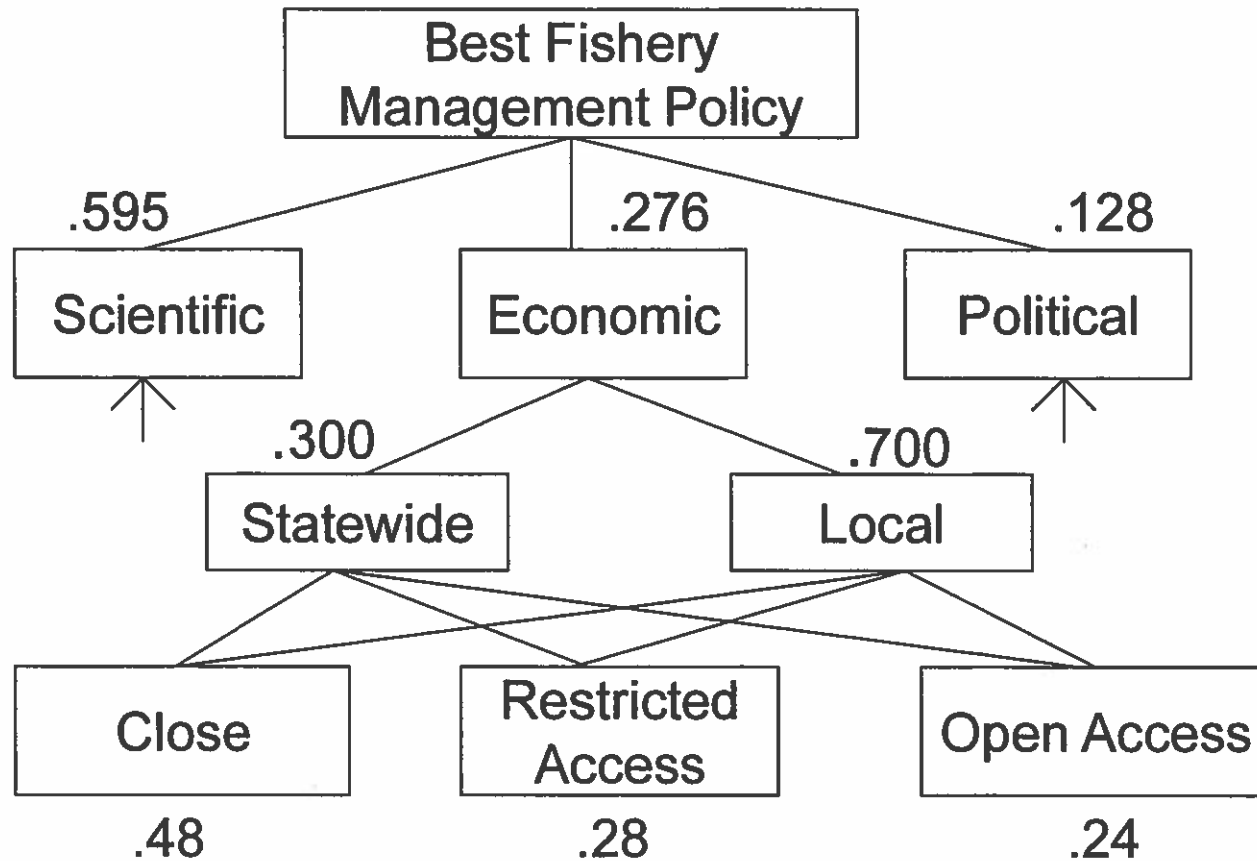 Best Fishery
Management Policy
.595
.276
.128
Scientific
Economic
Political
.300
.700
Statewide
Local
Close
Restricted
Access
Open Access
.48
.28
.24